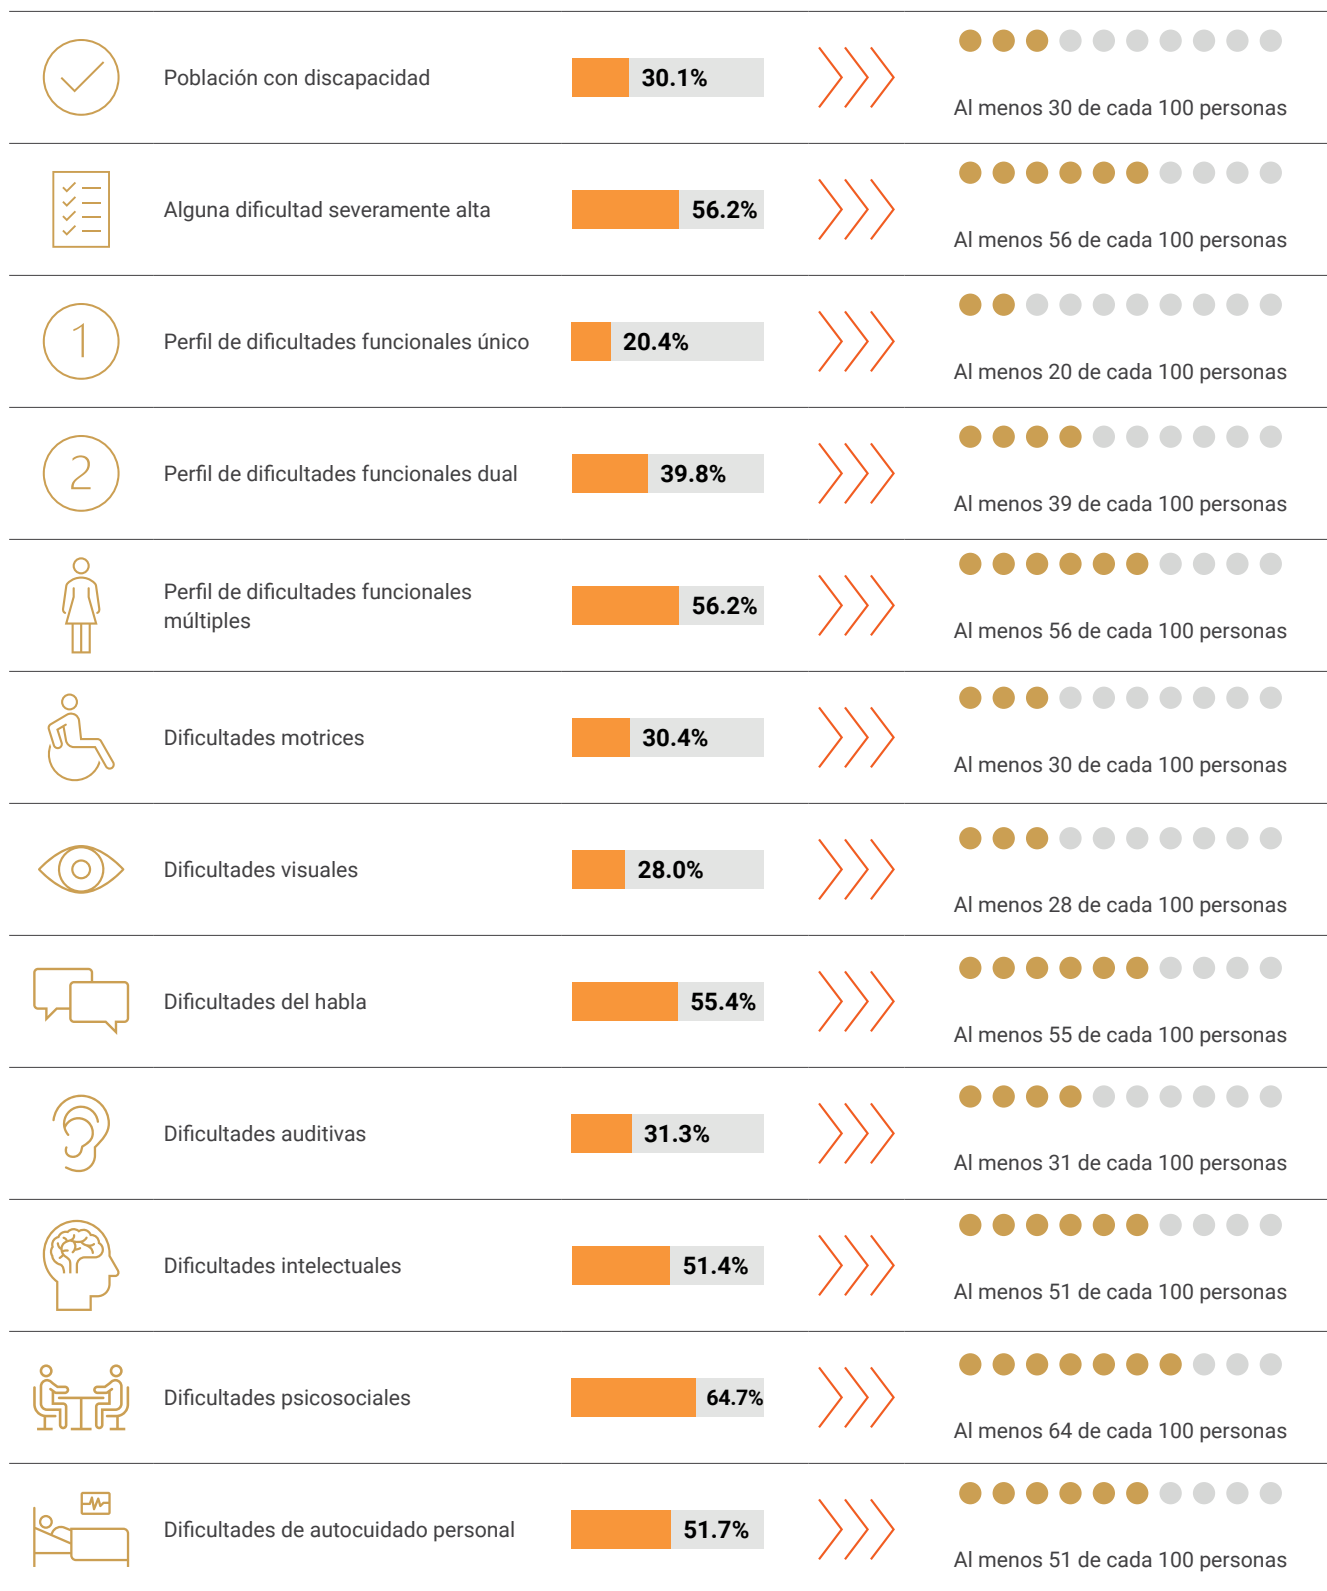 Población con discapacidad
30.1%
Al menos 30 de cada 100 personas
Alguna dificultad severamente alta
56.2%
Al menos 56 de cada 100 personas
1
Perfil de dificultades funcionales único
20.4%
Al menos 20 de cada 100 personas
2
Perfil de dificultades funcionales dual
39.8%
Al menos 39 de cada 100 personas
Perfil de dificultades funcionales
múltiples
56.2%
Al menos 56 de cada 100 personas
Dificultades motrices
30.4%
Al menos 30 de cada 100 personas
Dificultades visuales
28.0%
Al menos 28 de cada 100 personas
Dificultades del habla
55.4%
Al menos 55 de cada 100 personas
Dificultades auditivas
31.3%
Al menos 31 de cada 100 personas
Dificultades intelectuales
51.4%
Al menos 51 de cada 100 personas
Dificultades psicosociales
64.7%
Al menos 64 de cada 100 personas
Dificultades de autocuidado personal
51.7%
Al menos 51 de cada 100 personas